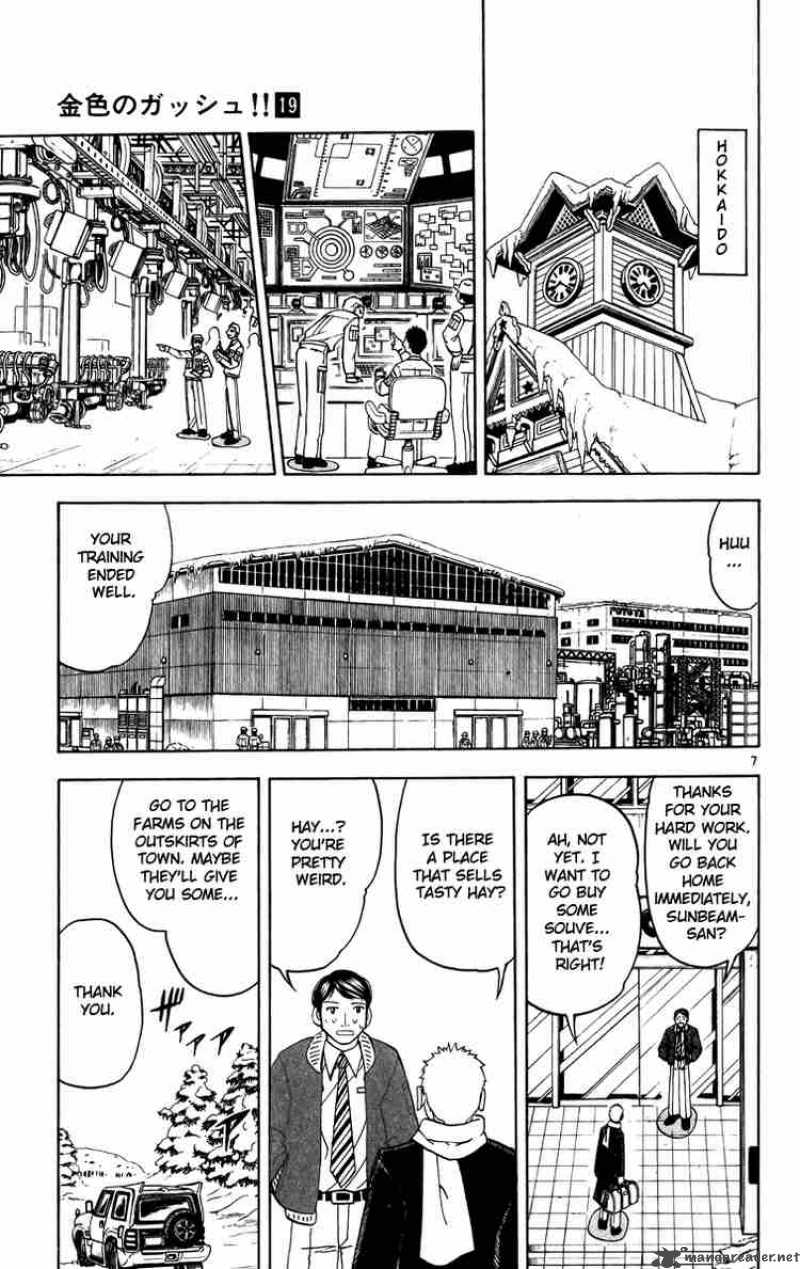 金色のガッシュ!! 19
HOKKAIDO
HUU
...
YOUR
TRAINING
ENDED
WELL.
7
THANKS
FOR YOUR
HARD WORK.
WILL YOU
GO BACK
HOME
IMMEDIATELY,
SUNBEAM-
SAN?
AH, NOT
YET. I
WANT TO
GO BUY
SOME
SOUVE...
THAT'S
RIGHT!
IS THERE
A PLACE
THAT SELLS
TASTY HAY?
HAY...?
YOU'RE
PRETTY
WEIRD.
GO TO THE
FARMS ON THE
OUTSKIRTS OF
TOWN. MAYBE
THEY'LL GIVE
YOU SOME...
THANK
YOU.
mangareader.net